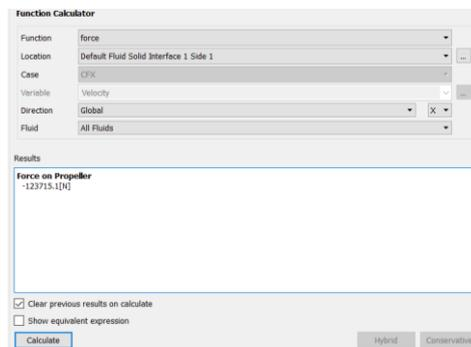 Function Calculator
Function force
Location Default Fluid Solid Interface 1 Side 1 ...
Case CFX
Variable Velocity ...
Direction Global X
Fluid All Fluids
Results
Force on Propeller
-123715.1[N]
Clear previous results on calculate
Show equivalent expression
Calculate Hybrid Conservative